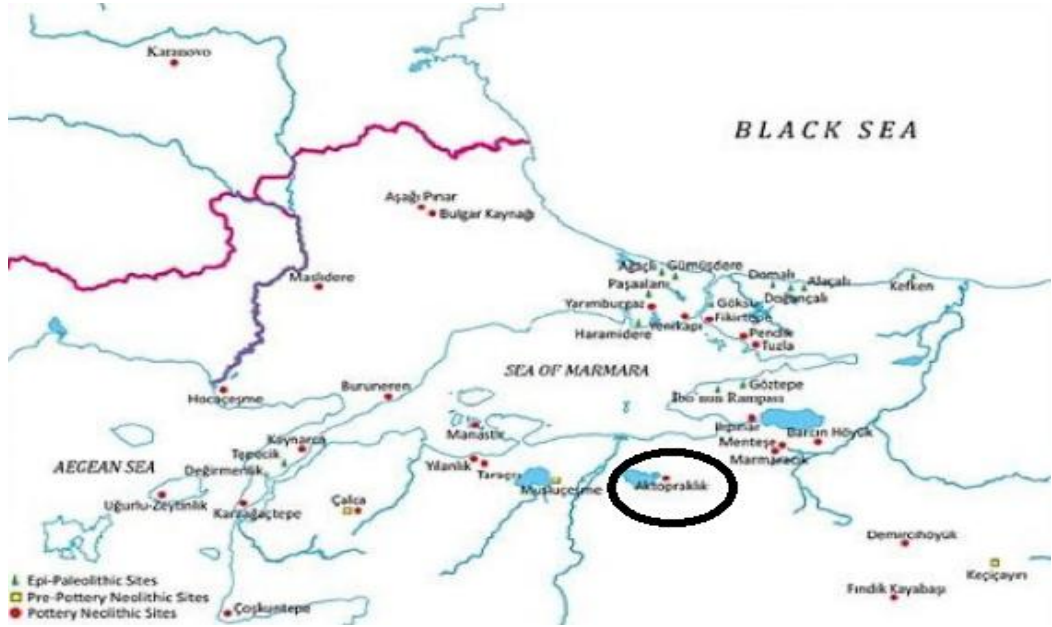 Karanovo
BLACK SEA
Aşağı Pınar
Bulgar Kaynağı
Maslıdere
Ağaçlı
Gümüşdere
Domalı
Alaçalı
Kefken
Paşaalanı
Doğançalı
Yarımburgaz
Göksu
Haramidere
Yenikapı
Fikirtepe
Pendik
Tuzla
SEA OF MARMARA
Hocaçeşme
Buruneren
Göztepe
İbo'nun Rampası
Ilıpınar
Manastır
Menteşe
Barcın Höyük
Kaynarca
Marmaracık
Tepecik
AEGEAN SEA
Değirmenlik
Yılanlık
Taraçcı
Musluçeşme
Aktopraklık
Uğurlu-Zeytinlik
Karaağaçtepe
Çalca
Demircihöyük
Keçiçayırı
Epi-Paleolithic Sites
Pre-Pottery Neolithic Sites
Fındık Kayabaşı
Pottery Neolithic Sites
Coşkuntepe